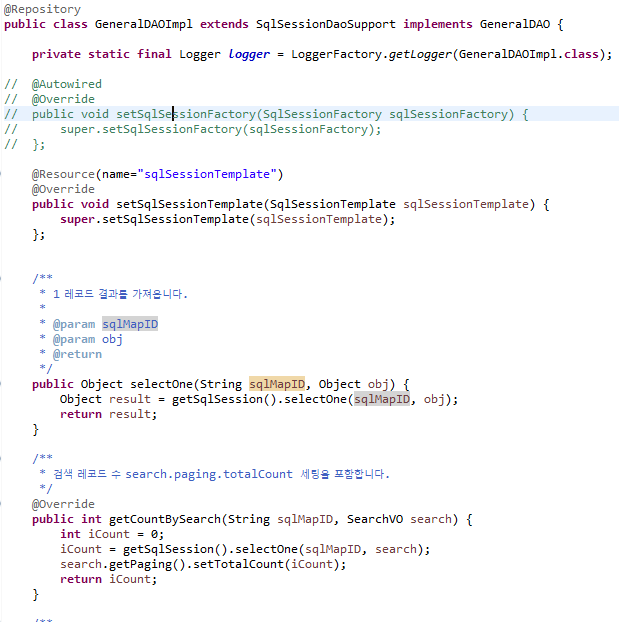 @Repository
public class GeneralDAOImpl extends SqlSessionDaoSupport implements GeneralDAO {
private static final Logger logger = LoggerFactory.getLogger(GeneralDAOImpl.class);
// @Autowired
// @Override
// public void setSqlSessionFactory(SqlSessionFactory sqlSessionFactory) {
// super.setSqlSessionFactory(sqlSessionFactory);
// };
@Resource(name="sqlSessionTemplate")
@Override
public void setSqlSessionTemplate(SqlSessionTemplate sqlSessionTemplate) {
super.setSqlSessionTemplate(sqlSessionTemplate);
};
/**
* 1 레코드 결과를 가져옵니다.
*
* @param sqlMapID
* @param obj
* @return
*/
public Object selectOne(String sqlMapID, Object obj) {
Object result = getSqlSession().selectOne(sqlMapID, obj);
return result;
}
/**
* 검색 레코드 수 search.paging.totalCount 세팅을 포함합니다.
*/
@Override
public int getCountBySearch(String sqlMapID, SearchVO search) {
int iCount = 0;
iCount = getSqlSession().selectOne(sqlMapID, search);
search.getPaging().setTotalCount(iCount);
return iCount;
}
/**